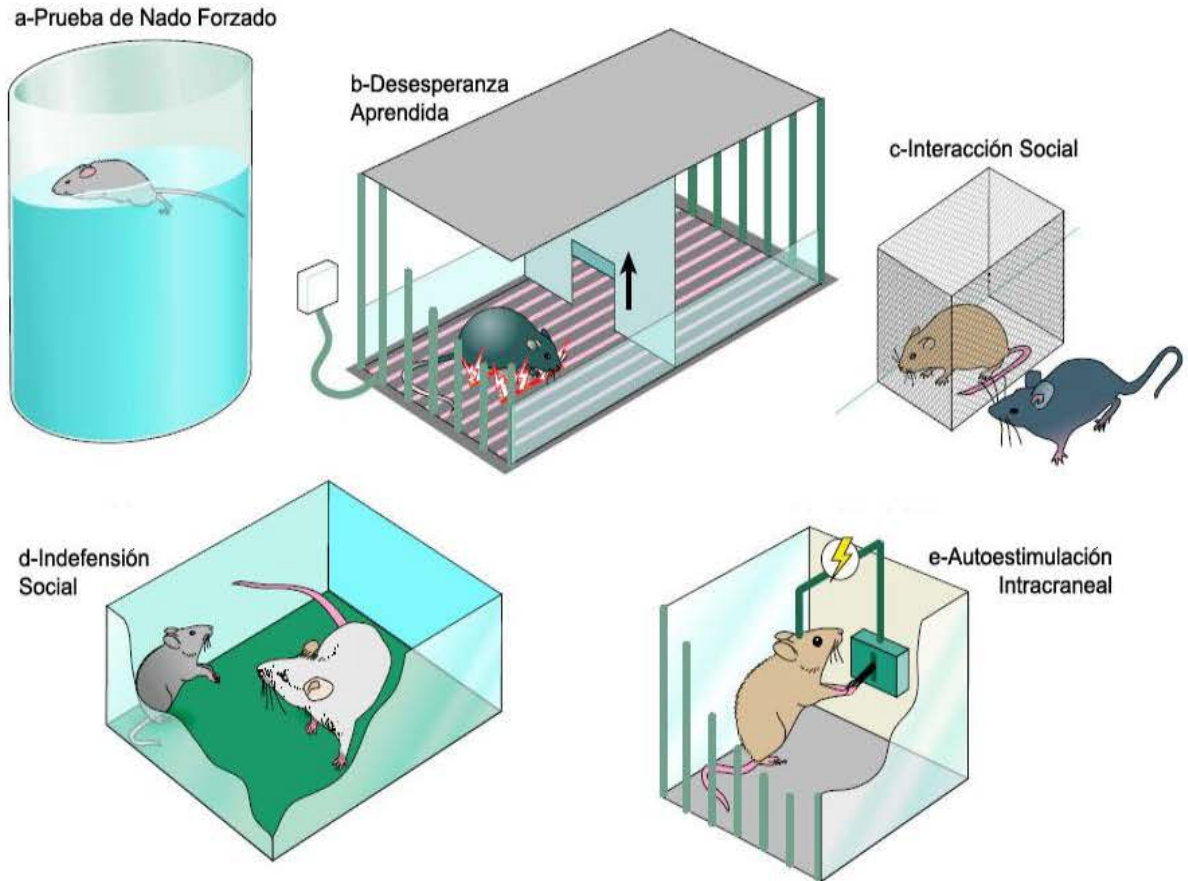 a-Prueba de Nado Forzado
b-Desesperanza
Aprendida
c-Interacción Social
d-Indefensión
Social
e-Autoestimulación
Intracraneal